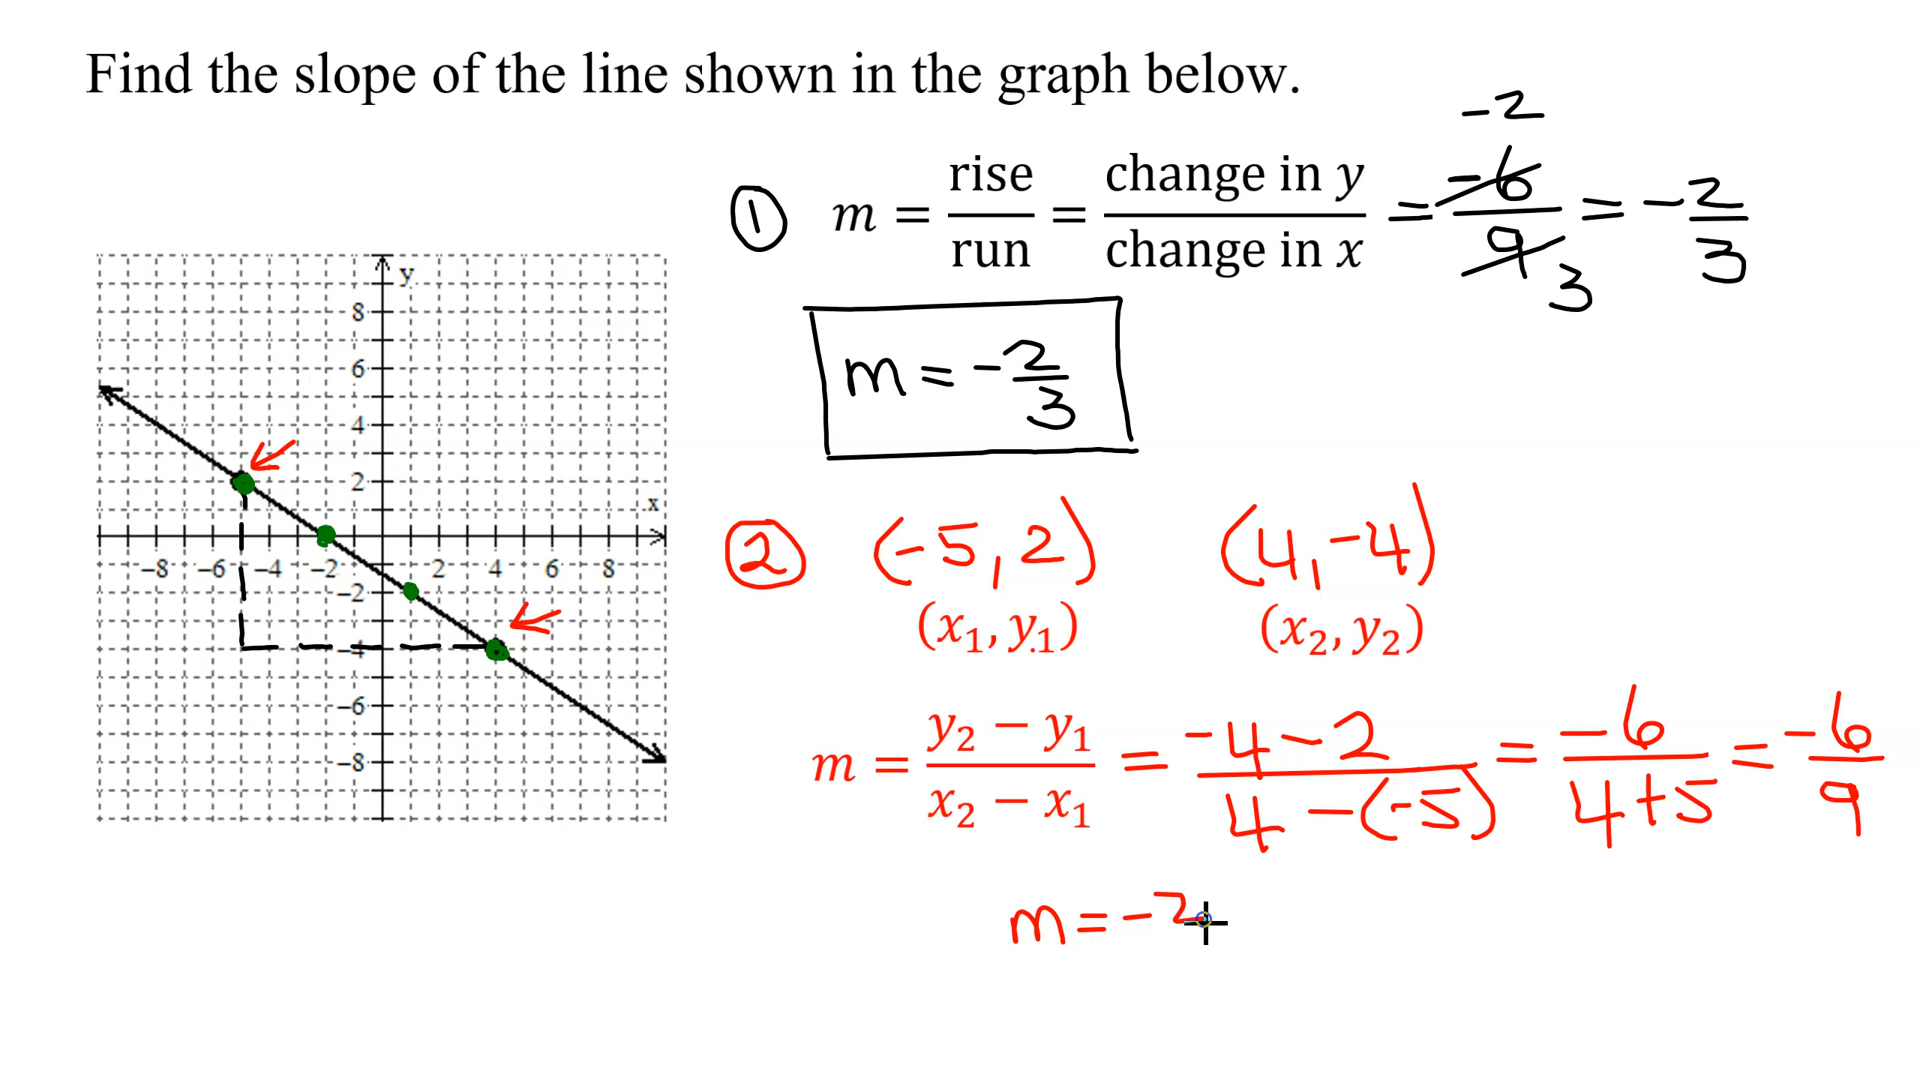 Find the slope of the line shown in the graph below.
① m = rise/run = change in y/change in x = -6/9 = -2/3
-2
3
m = -2/3
y
8
6
4
2
x
-8 -6 -4 -2 2 4 6 8
-2
-4
-6
-8
② (-5, 2) (4, -4)
(x₁, y₁) (x₂, y₂)
m = y₂ − y₁/x₂ − x₁ = -4-2/4-(-5) = -6/4+5 = -6/9
m = -2